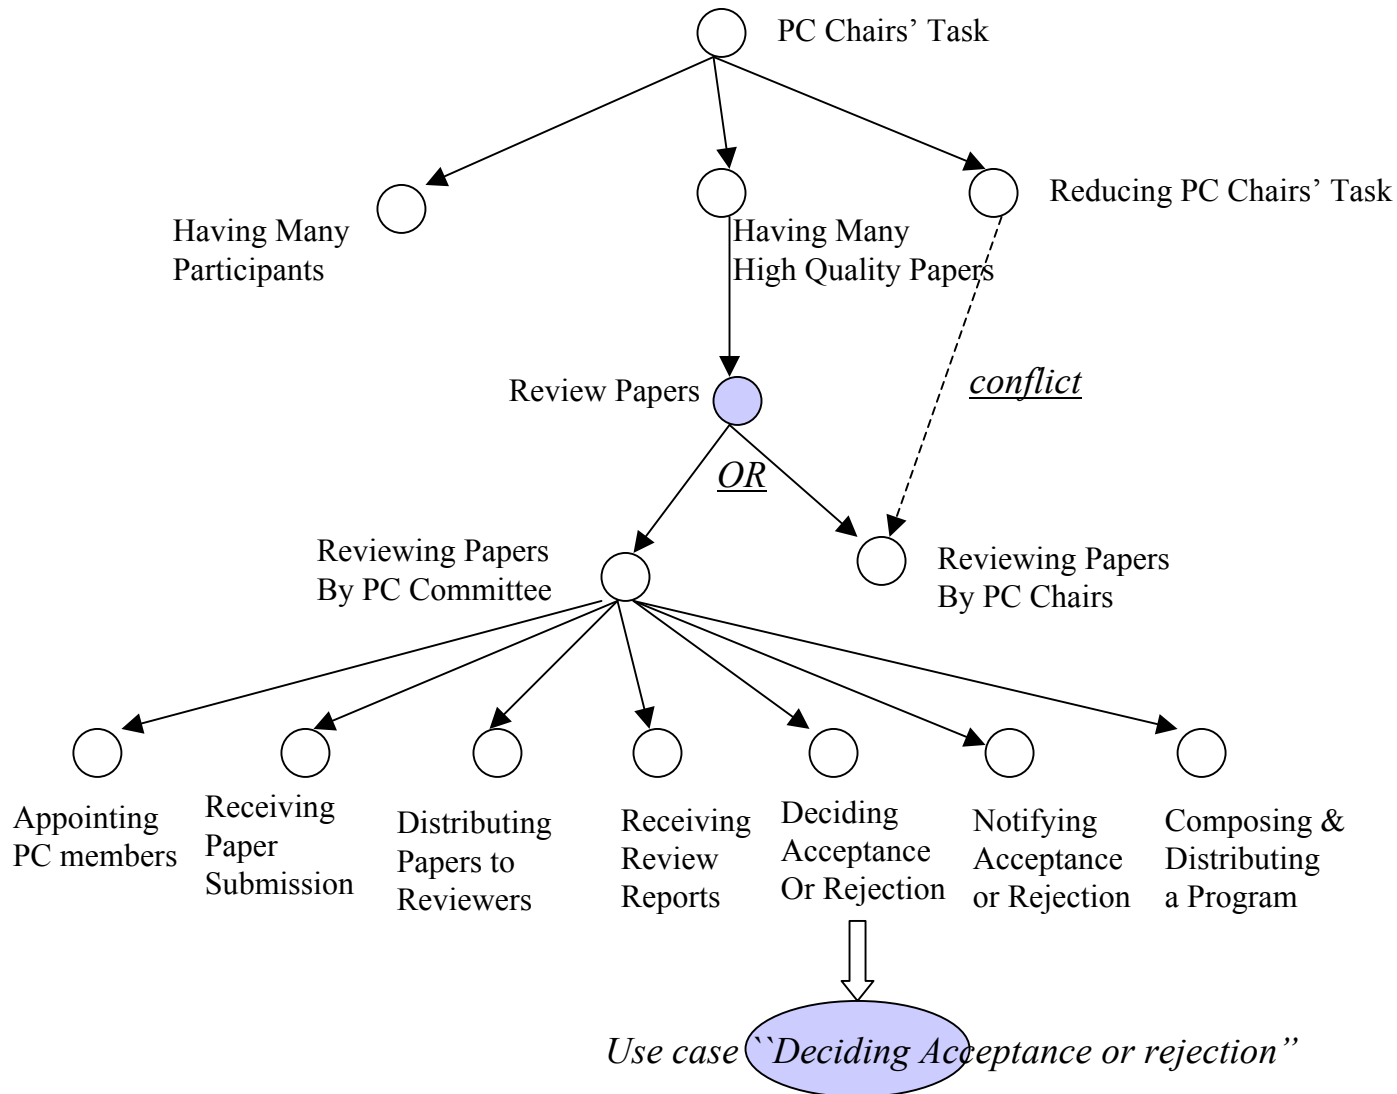 PC Chairs’ Task
Reducing PC Chairs’ Task
Having Many
Participants
Having Many
High Quality Papers
Review Papers
conflict
OR
Reviewing Papers
By PC Committee
Reviewing Papers
By PC Chairs
Appointing
PC members
Receiving
Paper
Submission
Distributing
Papers to
Reviewers
Receiving
Review
Reports
Deciding
Acceptance
Or Rejection
Notifying
Acceptance
or Rejection
Composing &
Distributing
a Program
Use case ``Deciding Acceptance or rejection”